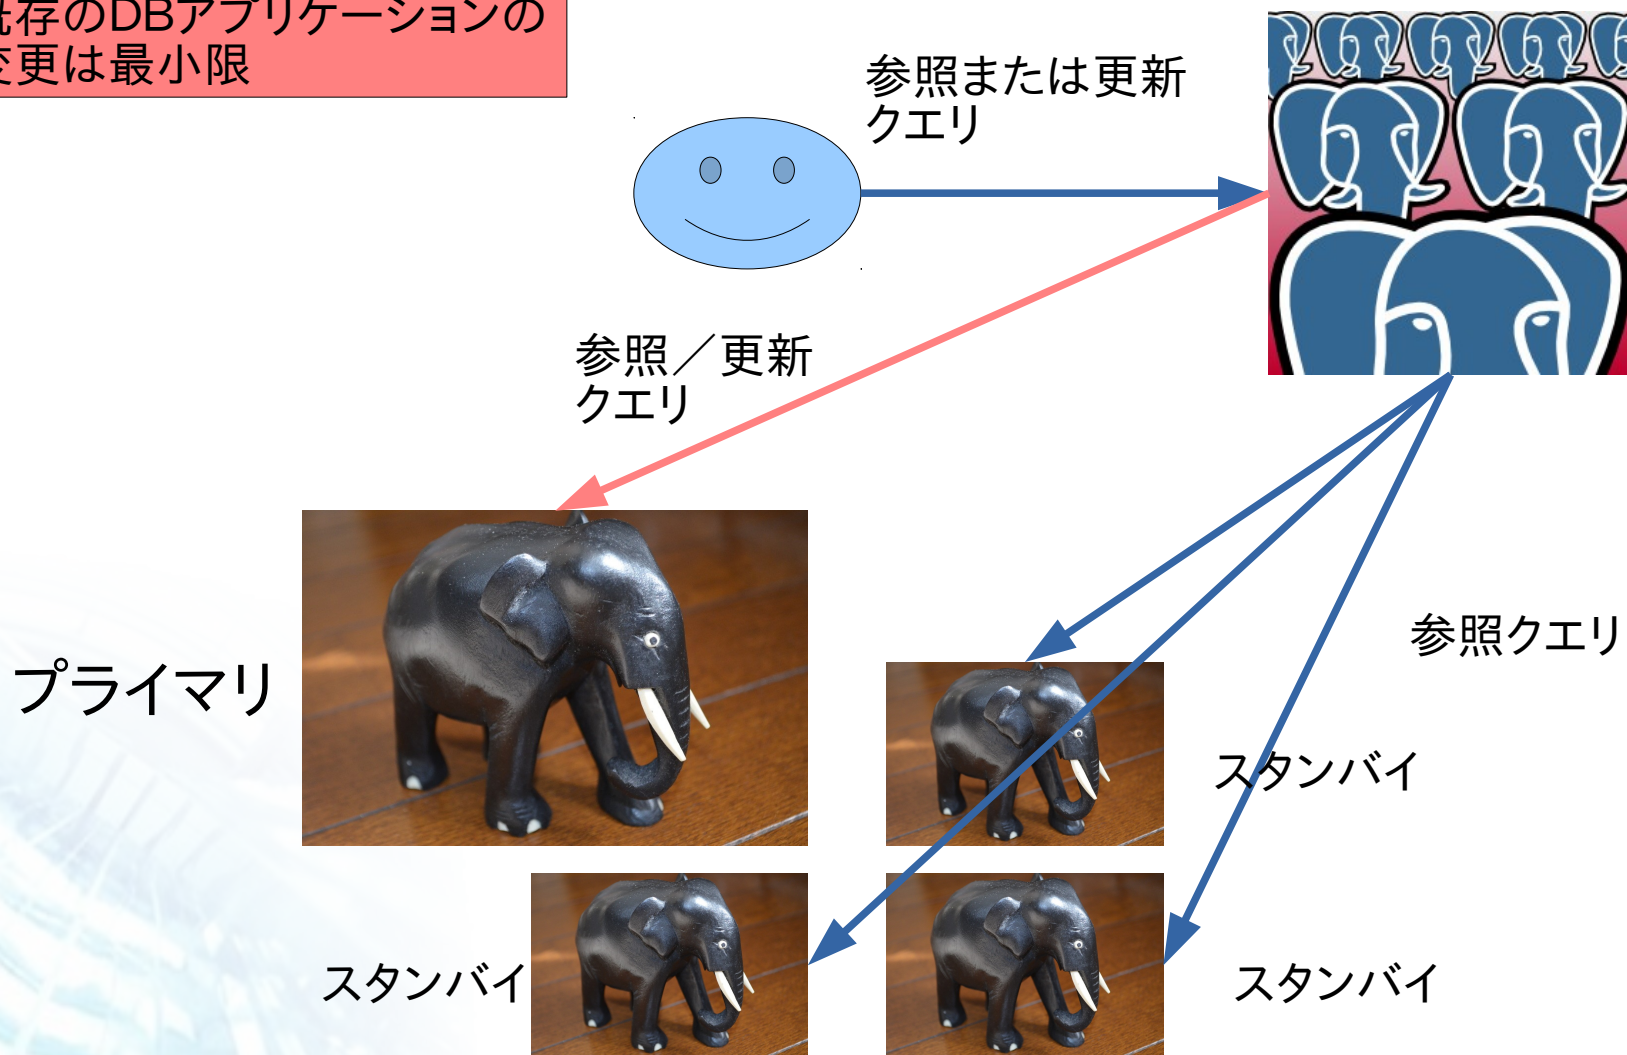 既存のDBアプリケーションの
変更は最小限
参照または更新
クエリ
参照／更新
クエリ
プライマリ
参照クエリ
スタンバイ
スタンバイ
スタンバイ